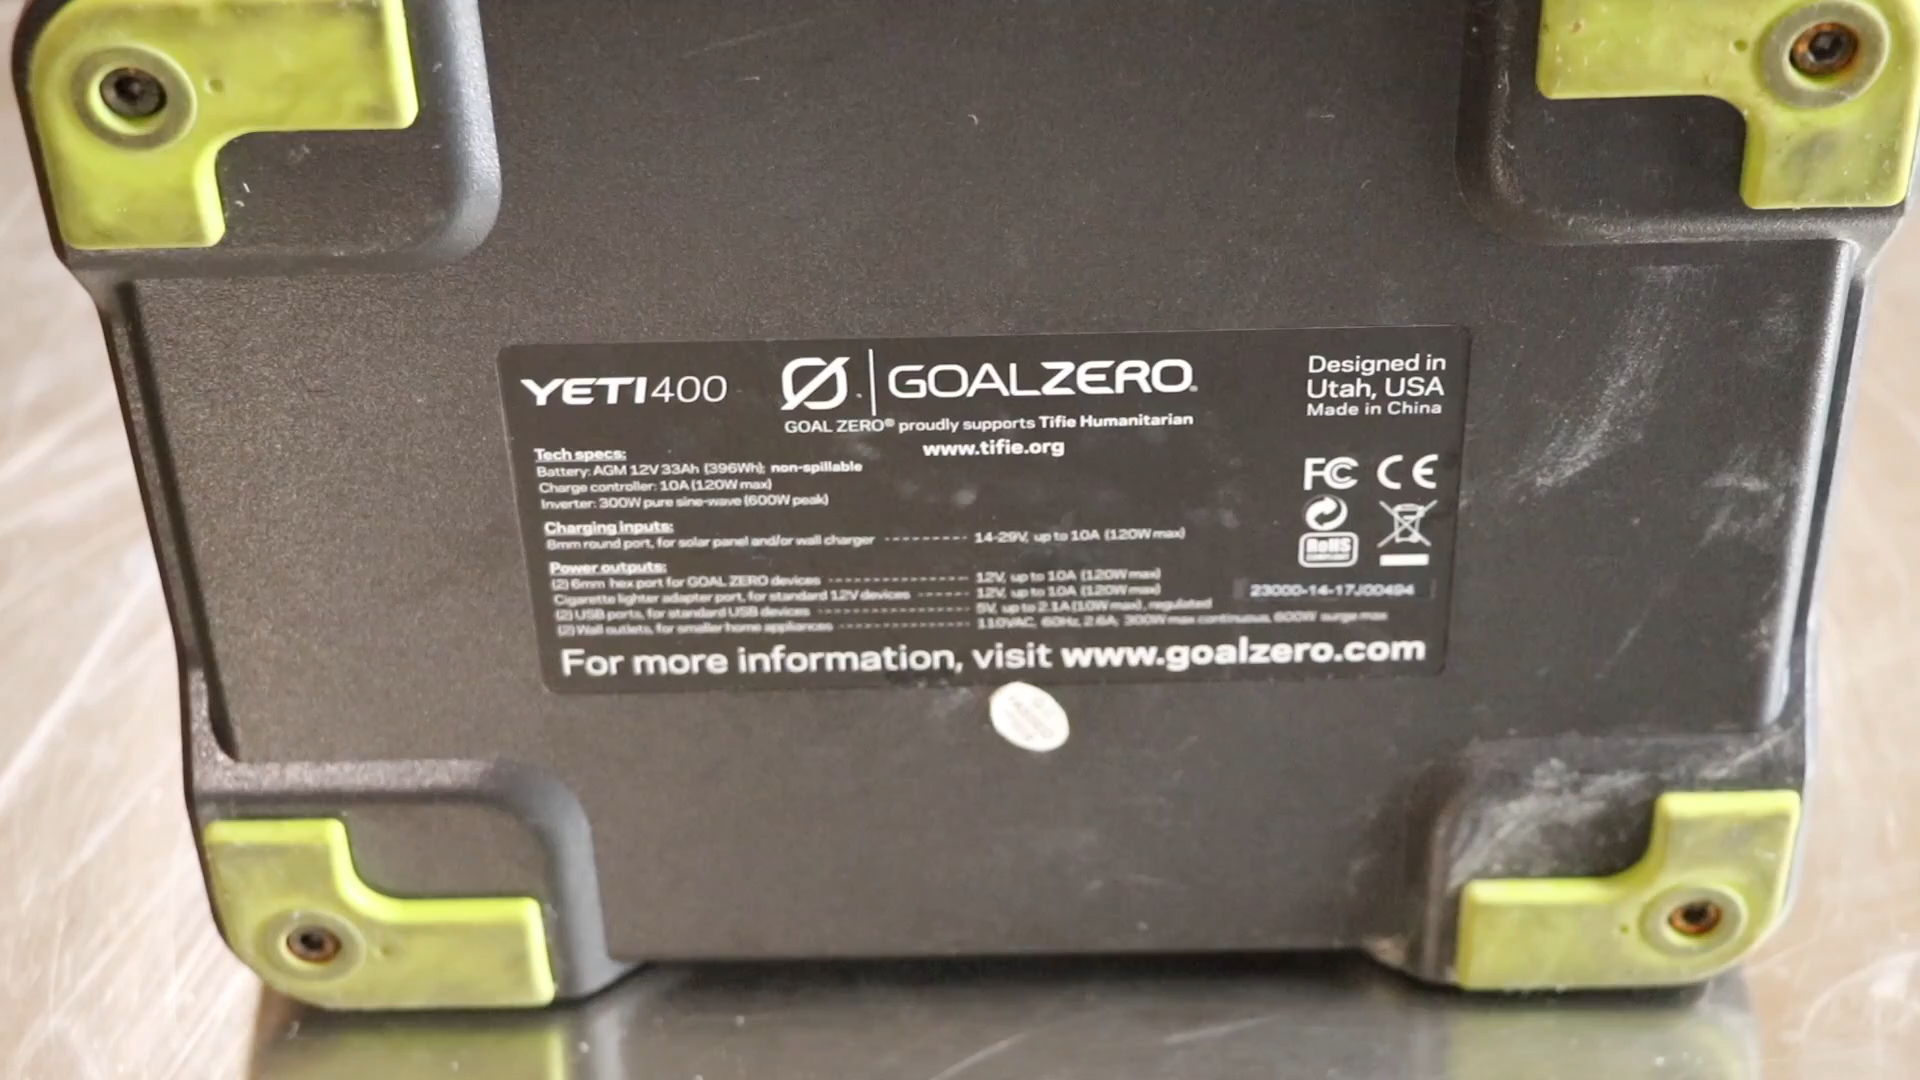 YETI 400
GOALZERO®
GOAL ZERO® proudly supports Tifie Humanitarian
www.tifie.org
Designed in
Utah, USA
Made in China
Tech specs:
Battery: AGM 12V 33Ah (396Wh); non-spillable
Charge controller: 10A (120W max)
Inverter: 300W pure sine-wave (600W peak)
Charging inputs:
8mm round port, for solar panel and/or wall charger --------- 14-29V, up to 10A (120W max)
Power outputs:
(2) 6mm hex port for GOAL ZERO devices --------------- 12V, up to 10A (120W max)
Cigarette lighter adapter port, for standard 12V devices ------ 12V, up to 10A (120W max)
(2) USB ports, for standard USB devices ---------------- 5V, up to 2.1A (10W max), regulated
(2) Wall outlets, for smaller home appliances -------------- 110VAC, 60Hz, 2.6A, 300W max continuous, 600W surge max
FC CE
RoHS
23000-14-17J00494
For more information, visit www.goalzero.com